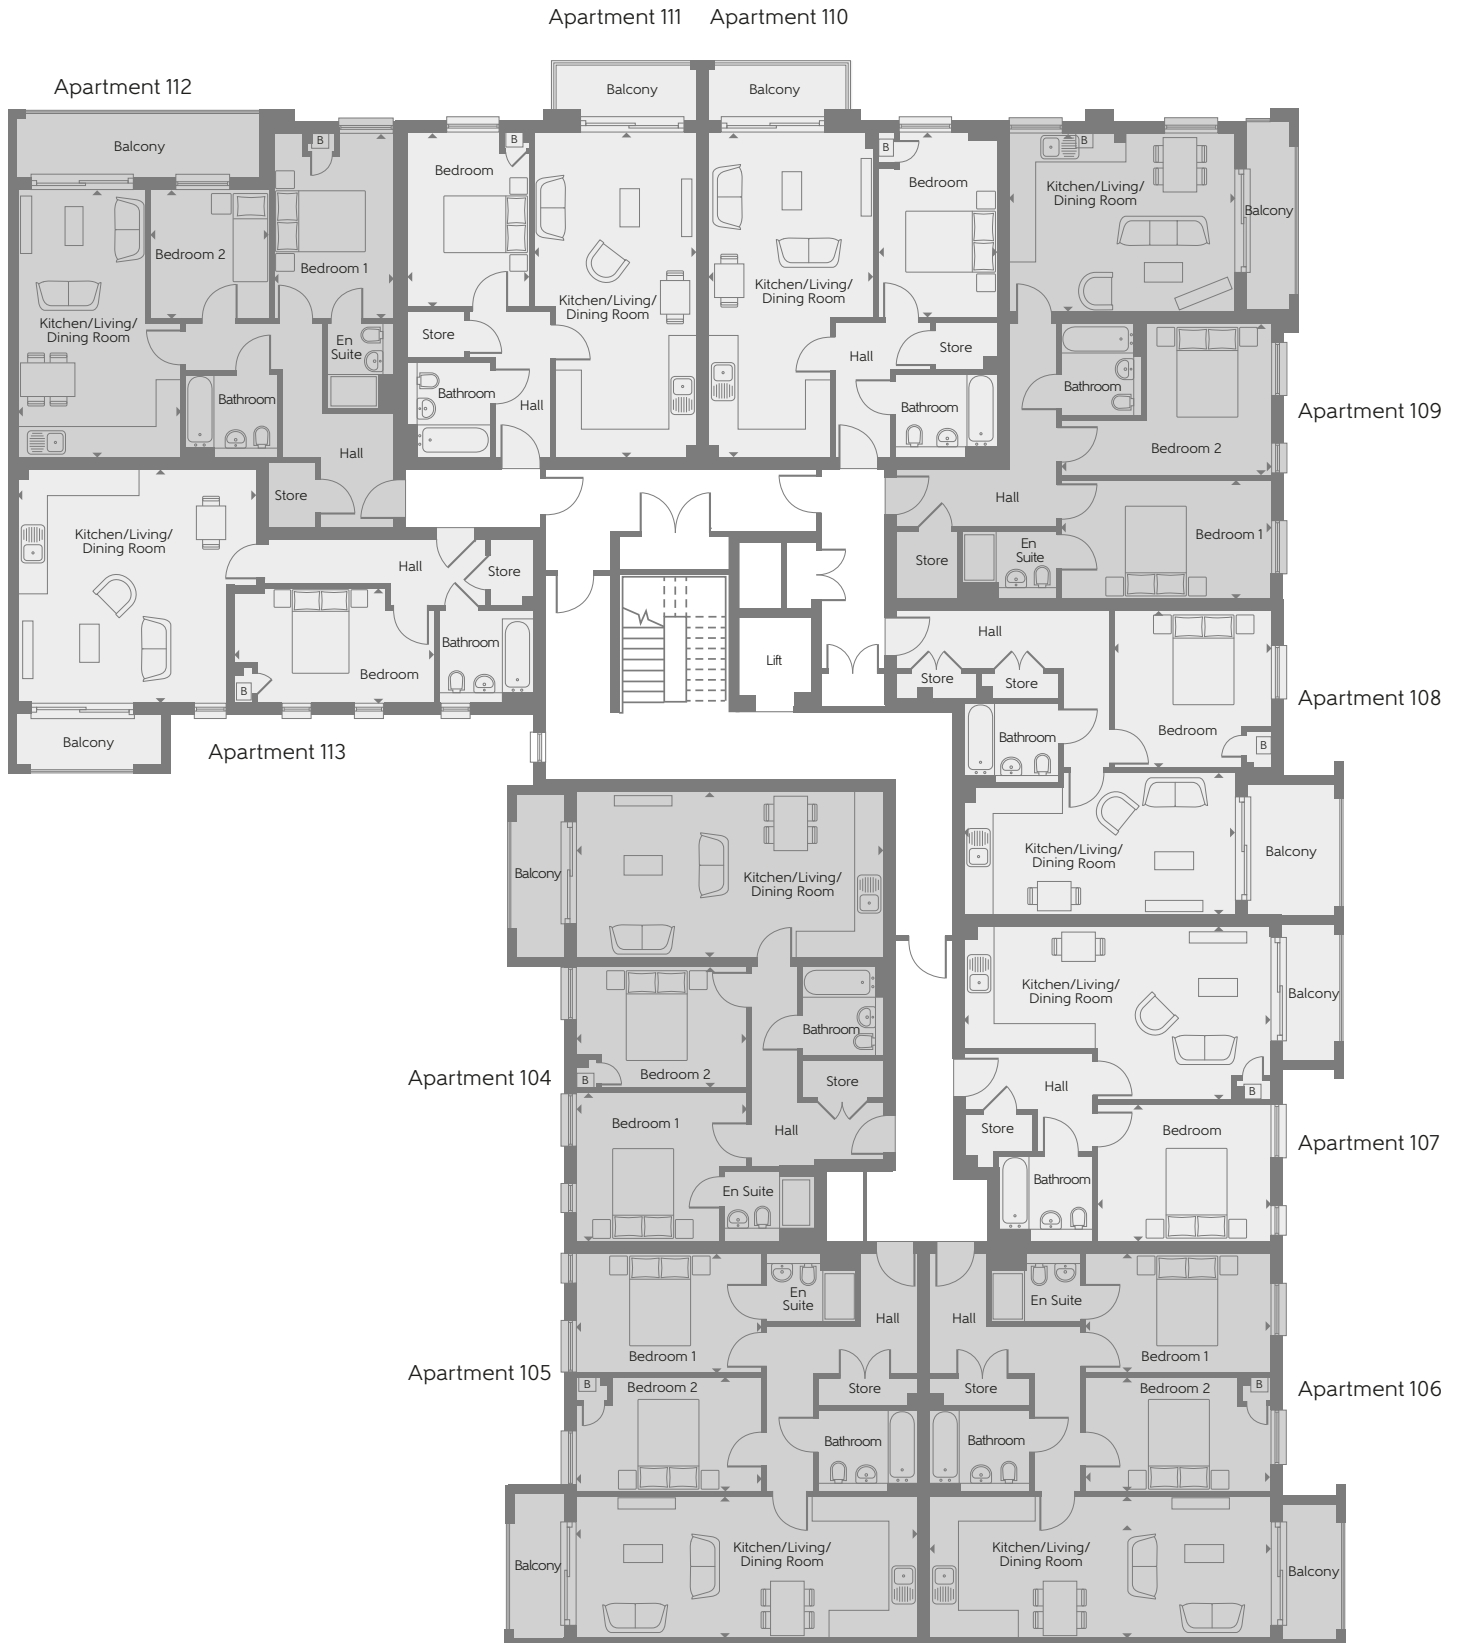 Apartment 111
Apartment 110
Apartment 112
Balcony
Balcony
Balcony
B
Bedroom 2
Bedroom 1
Kitchen/Living/
Dining Room
En
Suite
Bathroom
Hall
Store
Bedroom
B
Kitchen/Living/
Dining Room
Store
Bathroom
Hall
Kitchen/Living/
Dining Room
B
Bedroom
Hall
Store
Bathroom
B
Kitchen/Living/
Dining Room
Balcony
Bathroom
Bedroom 2
Apartment 109
Hall
Bedroom 1
Store
En
Suite
Kitchen/Living/
Dining Room
Hall
Store
Bedroom
B
Bathroom
Balcony
Apartment 113
Lift
Hall
Store
Store
Bathroom
Bedroom
B
Apartment 108
Kitchen/Living/
Dining Room
Balcony
Balcony
Kitchen/Living/
Dining Room
Bathroom
Bedroom 2
B
Store
Apartment 104
Bedroom 1
Hall
En Suite
Kitchen/Living/
Dining Room
Balcony
B
Hall
Store
Bedroom
Bathroom
Apartment 107
Bedroom 1
En
Suite
Hall
Apartment 105
B
Bedroom 2
Store
Bathroom
Balcony
Kitchen/Living/
Dining Room
Hall
En Suite
Bedroom 1
Store
Bedroom 2
B
Apartment 106
Bathroom
Kitchen/Living/
Dining Room
Balcony